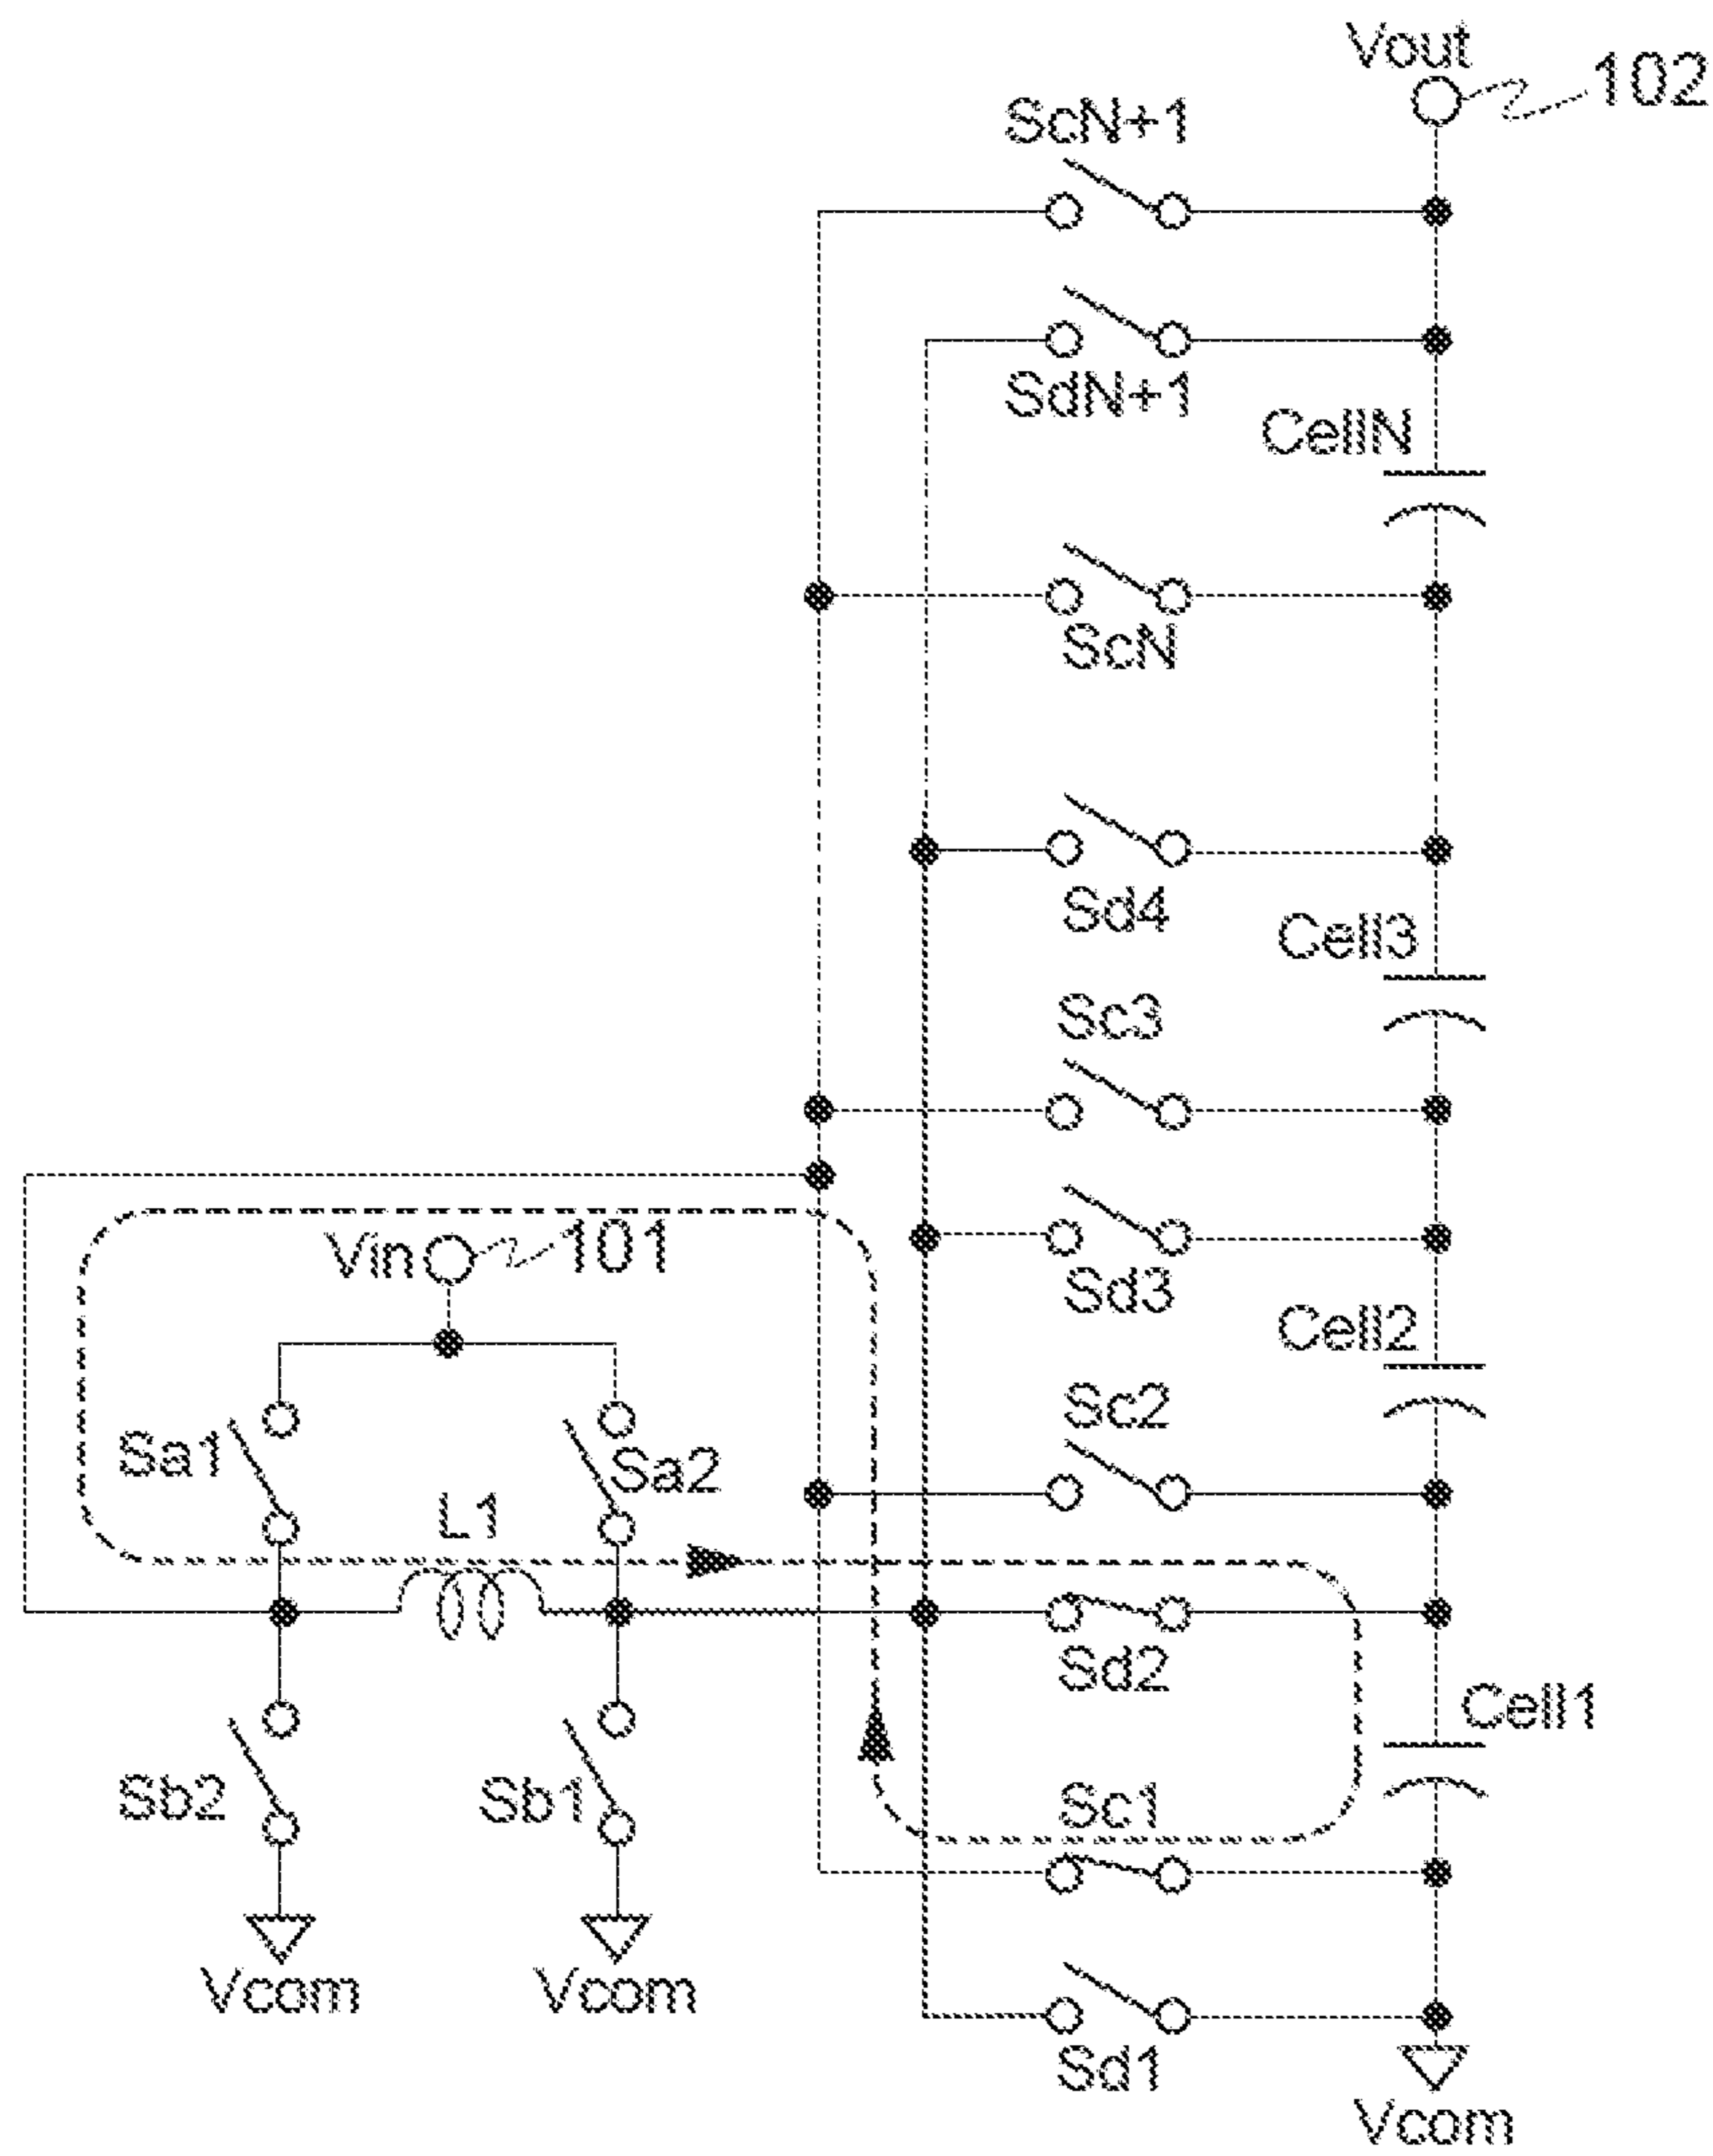 Vout
102
ScN+1
SdN+1
CellN
ScN
Sd4
Cell3
Sc3
Vin
101
Sd3
Cell2
Sc2
Sa1
Sa2
L1
Sd2
Cell1
Sb2
Sb1
Sc1
Vcom
Vcom
Sd1
Vcom